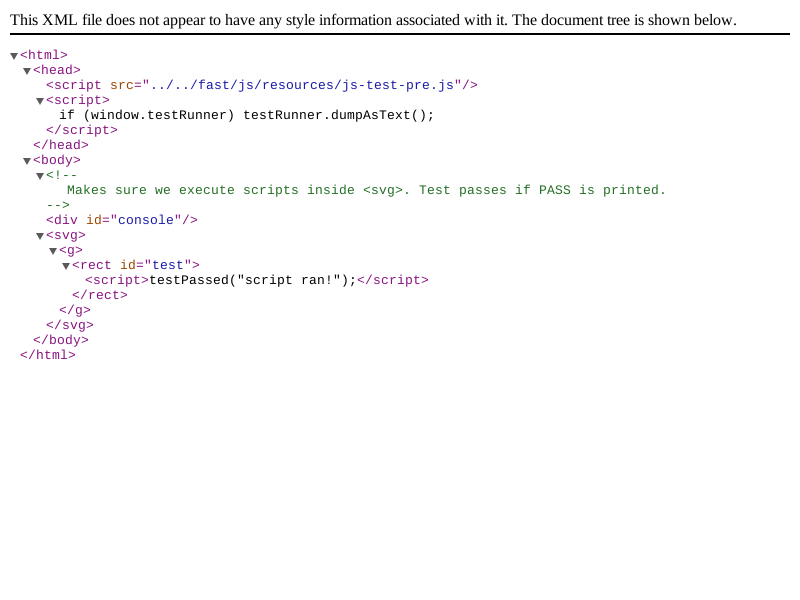 This XML file does not appear to have any style information associated with it. The document tree is shown below.
▼<html>
▼<head>
<script src="../../fast/js/resources/js-test-pre.js"/>
▼<script>
if (window.testRunner) testRunner.dumpAsText();
</script>
</head>
▼<body>
▼<!--
Makes sure we execute scripts inside <svg>. Test passes if PASS is printed.
-->
<div id="console"/>
▼<svg>
▼<g>
▼<rect id="test">
<script>testPassed("script ran!");</script>
</rect>
</g>
</svg>
</body>
</html>